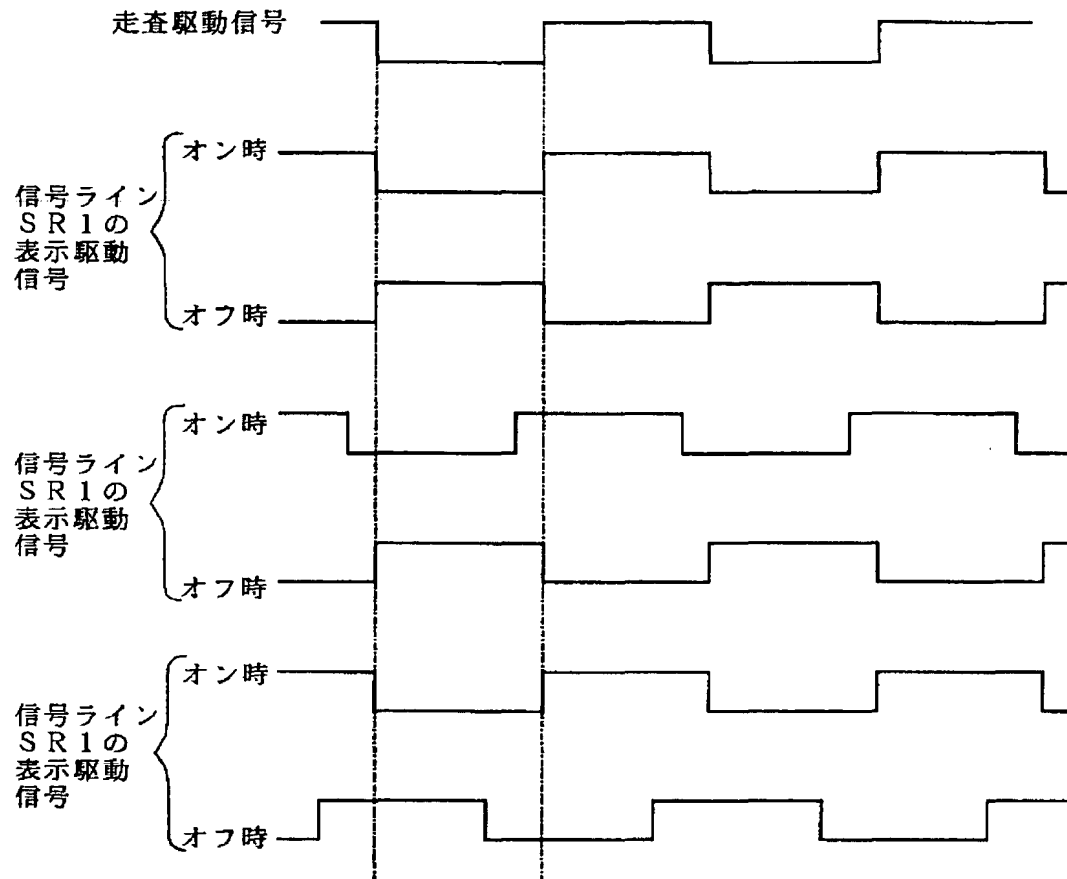 走査駆動信号
オン時
信号ライン
ＳＲ１の
表示駆動
信号
オフ時
オン時
信号ライン
ＳＲ１の
表示駆動
信号
オフ時
オン時
信号ライン
ＳＲ１の
表示駆動
信号
オフ時